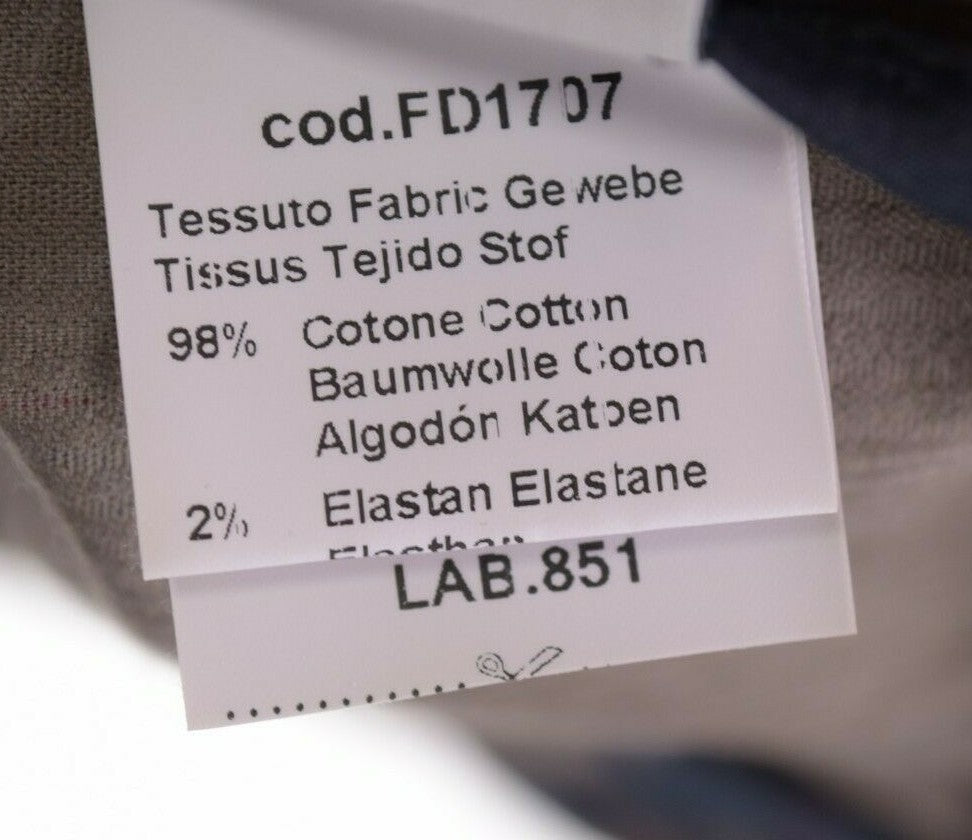 cod.FD1707
Tessuto Fabric Gewebe
Tissus Tejido Stof
98% Cotone Cotton
Baumwolle Coton
Algodón Katoen
2% Elastan Elastane
LAB.851